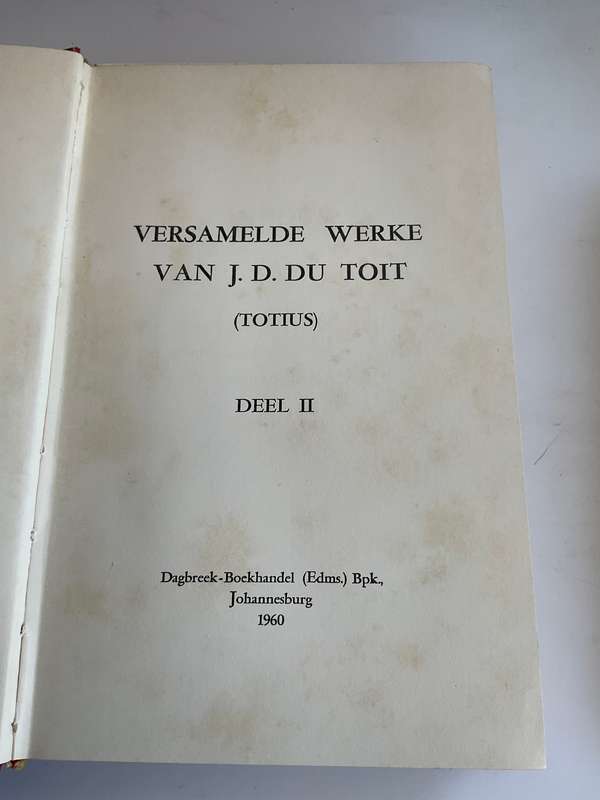 VERSAMELDE WERKE
VAN J. D. DU TOIT
(TOTIUS)
DEEL II
Dagbreek-Boekhandel (Edms.) Bpk.,
Johannesburg
1960